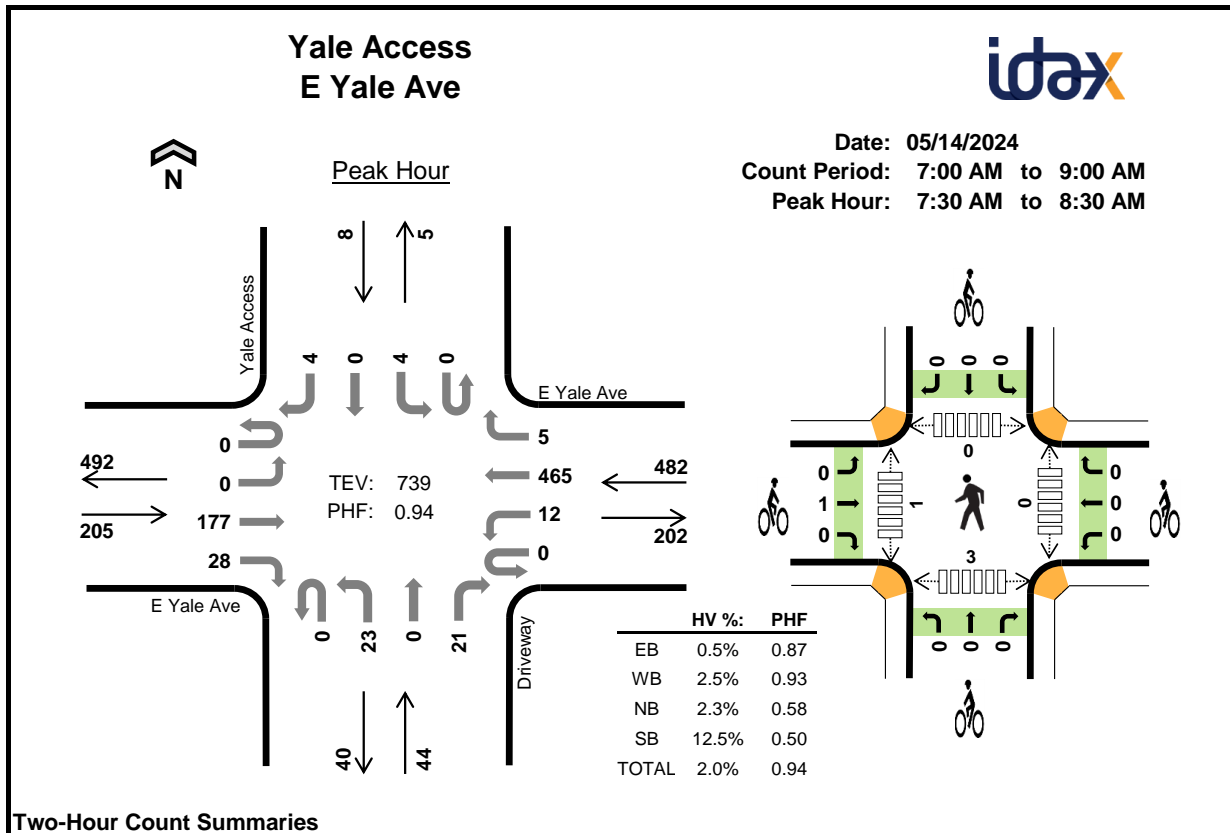 Yale Access
E Yale Ave
idax
Date: 05/14/2024
Count Period: 7:00 AM to 9:00 AM
Peak Hour: 7:30 AM to 8:30 AM
N
Peak Hour
8
5
Yale Access
4 0 4 0
E Yale Ave
0
0
177
28
492
205
TEV: 739
PHF: 0.94
5
465
12
0
482
202
E Yale Ave
0 23 0 21
Driveway
40
44
HV %: PHF
EB 0.5% 0.87
WB 2.5% 0.93
NB 2.3% 0.58
SB 12.5% 0.50
TOTAL 2.0% 0.94
0 0 0
0
0
1
0
1
0
0
0
0
3
0 0 0
Two-Hour Count Summaries